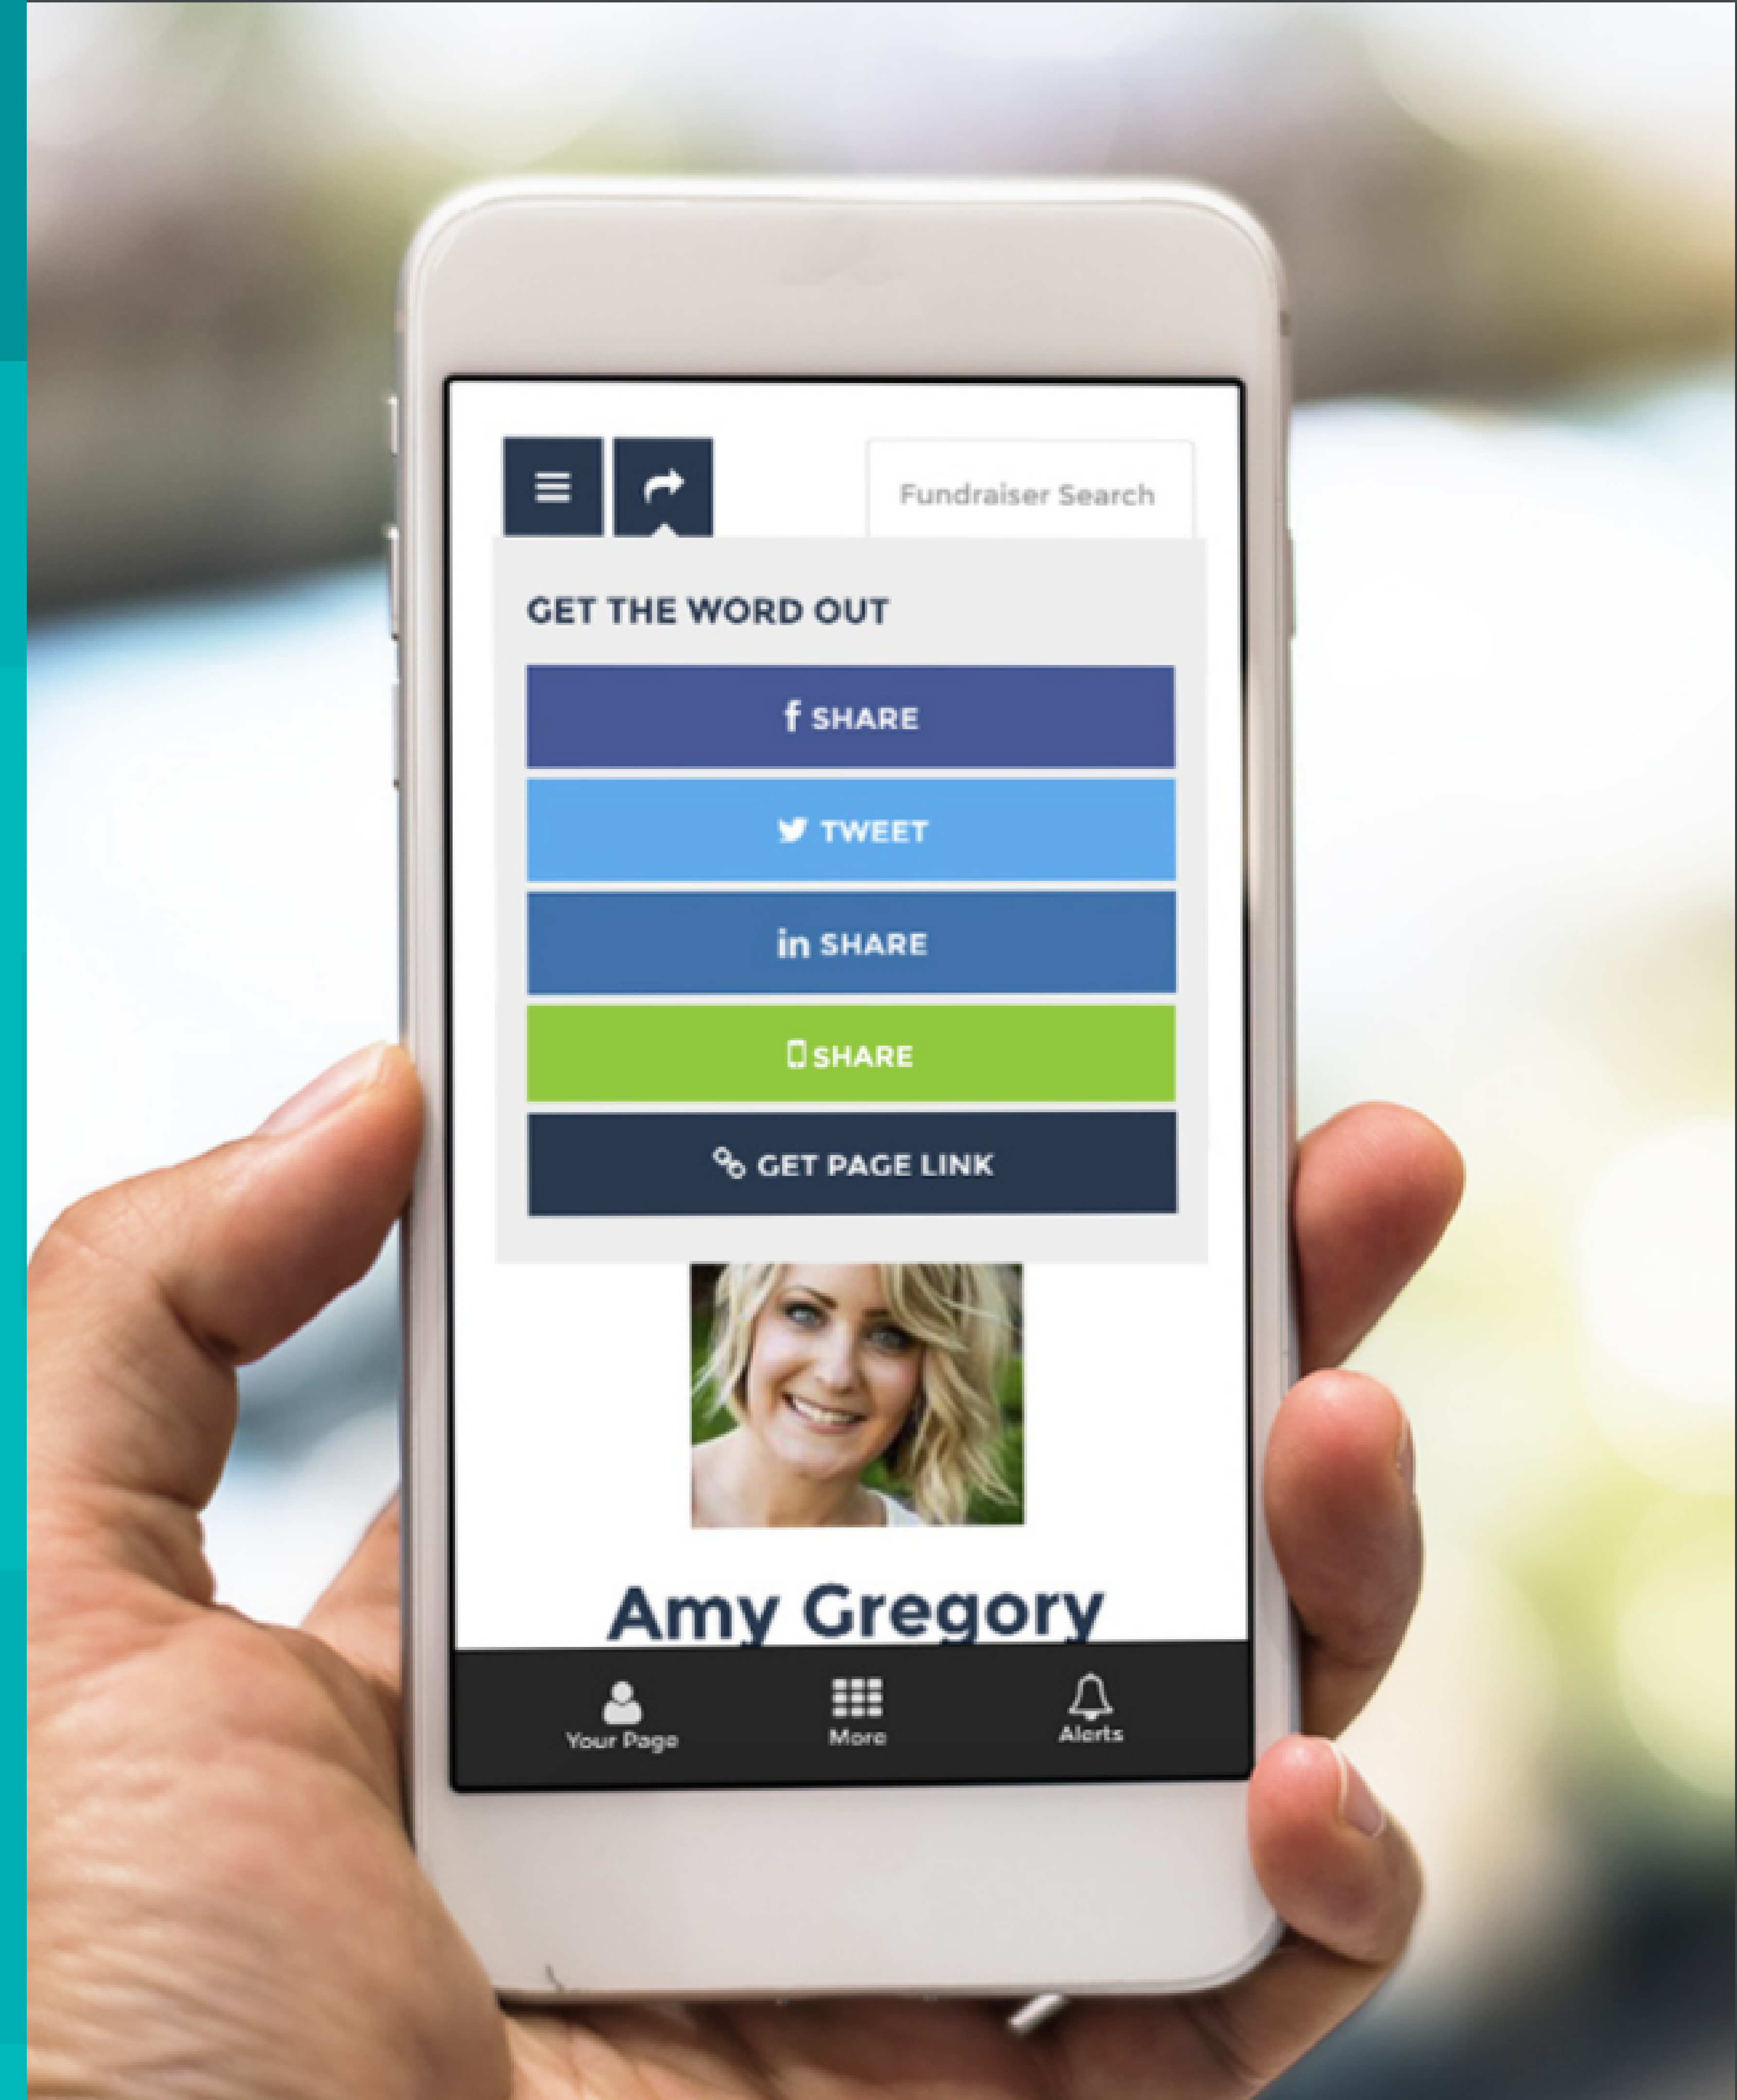 Fundraiser Search
GET THE WORD OUT
f SHARE
TWEET
in SHARE
SHARE
GET PAGE LINK
Amy Gregory
Your Page
More
Alerts